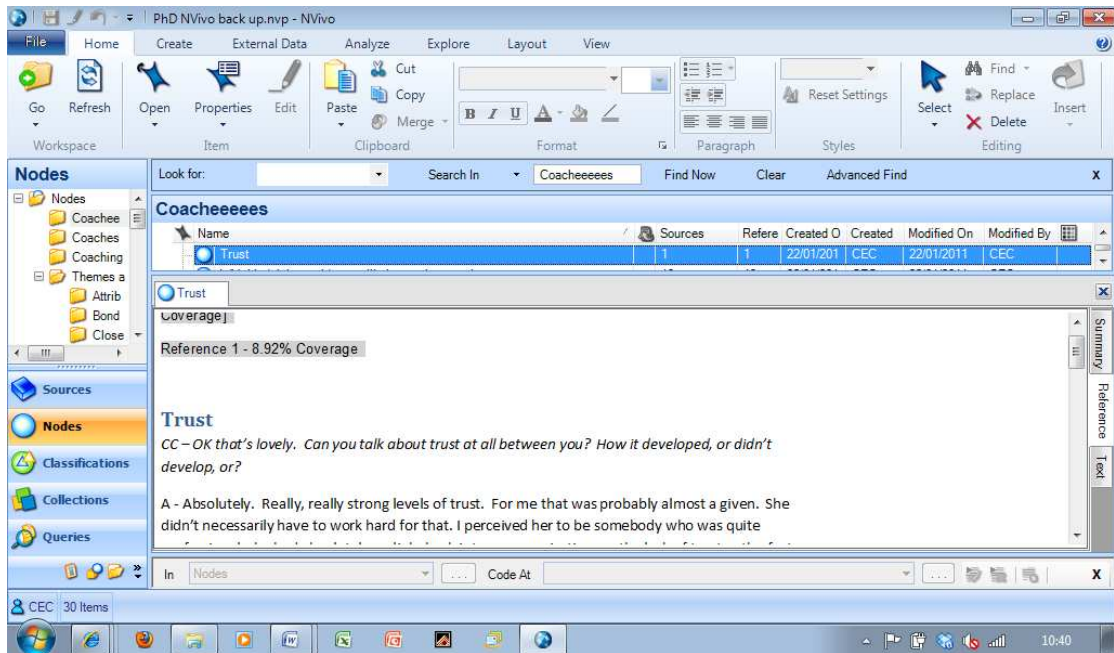 PhD NVivo back up.nvp - NVivo
File Home Create External Data Analyze Explore Layout View
Go Refresh Open Properties Edit Paste Cut Copy Merge B I U A Reset Settings Select Find Replace Delete Insert
Workspace Item Clipboard Format Paragraph Styles Editing
Nodes
Look for: Search In Coacheeeees Find Now Clear Advanced Find X
Nodes
Coachee
Coaches
Coaching
Themes a
Attrib
Bond
Close
Coacheeeees
Name Sources Refere Created O Created Modified On Modified By
Trust 1 1 22/01/201 CEC 22/01/2011 CEC
Trust
Coverage]
Reference 1 - 8.92% Coverage
Trust
CC – OK that's lovely. Can you talk about trust at all between you? How it developed, or didn't
develop, or?
A - Absolutely. Really, really strong levels of trust. For me that was probably almost a given. She
didn't necessarily have to work hard for that. I perceived her to be somebody who was quite
Summary
Reference
Text
Sources
Nodes
Classifications
Collections
Queries
In Nodes ... Code At ... X
CEC 30 Items
10:40